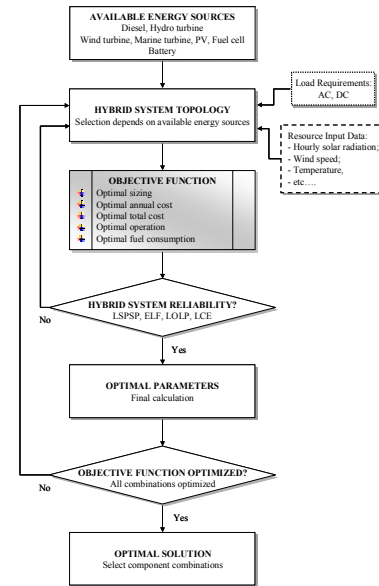 AVAILABLE ENERGY SOURCES
Diesel, Hydro turbine
Wind turbine, Marine turbine, PV, Fuel cell
Battery
HYBRID SYSTEM TOPOLOGY
Selection depends on available energy sources
Load Requirements:
AC, DC
Resource Input Data:
- Hourly solar radiation;
- Wind speed;
- Temperature,
- etc....
OBJECTIVE FUNCTION
Optimal sizing
Optimal annual cost
Optimal total cost
Optimal operation
Optimal fuel consumption
HYBRID SYSTEM RELIABILITY?
LSPSP, ELF, LOLP, LCE
No
Yes
OPTIMAL PARAMETERS
Final calculation
OBJECTIVE FUNCTION OPTIMIZED?
All combinations optimized
No
Yes
OPTIMAL SOLUTION
Select component combinations